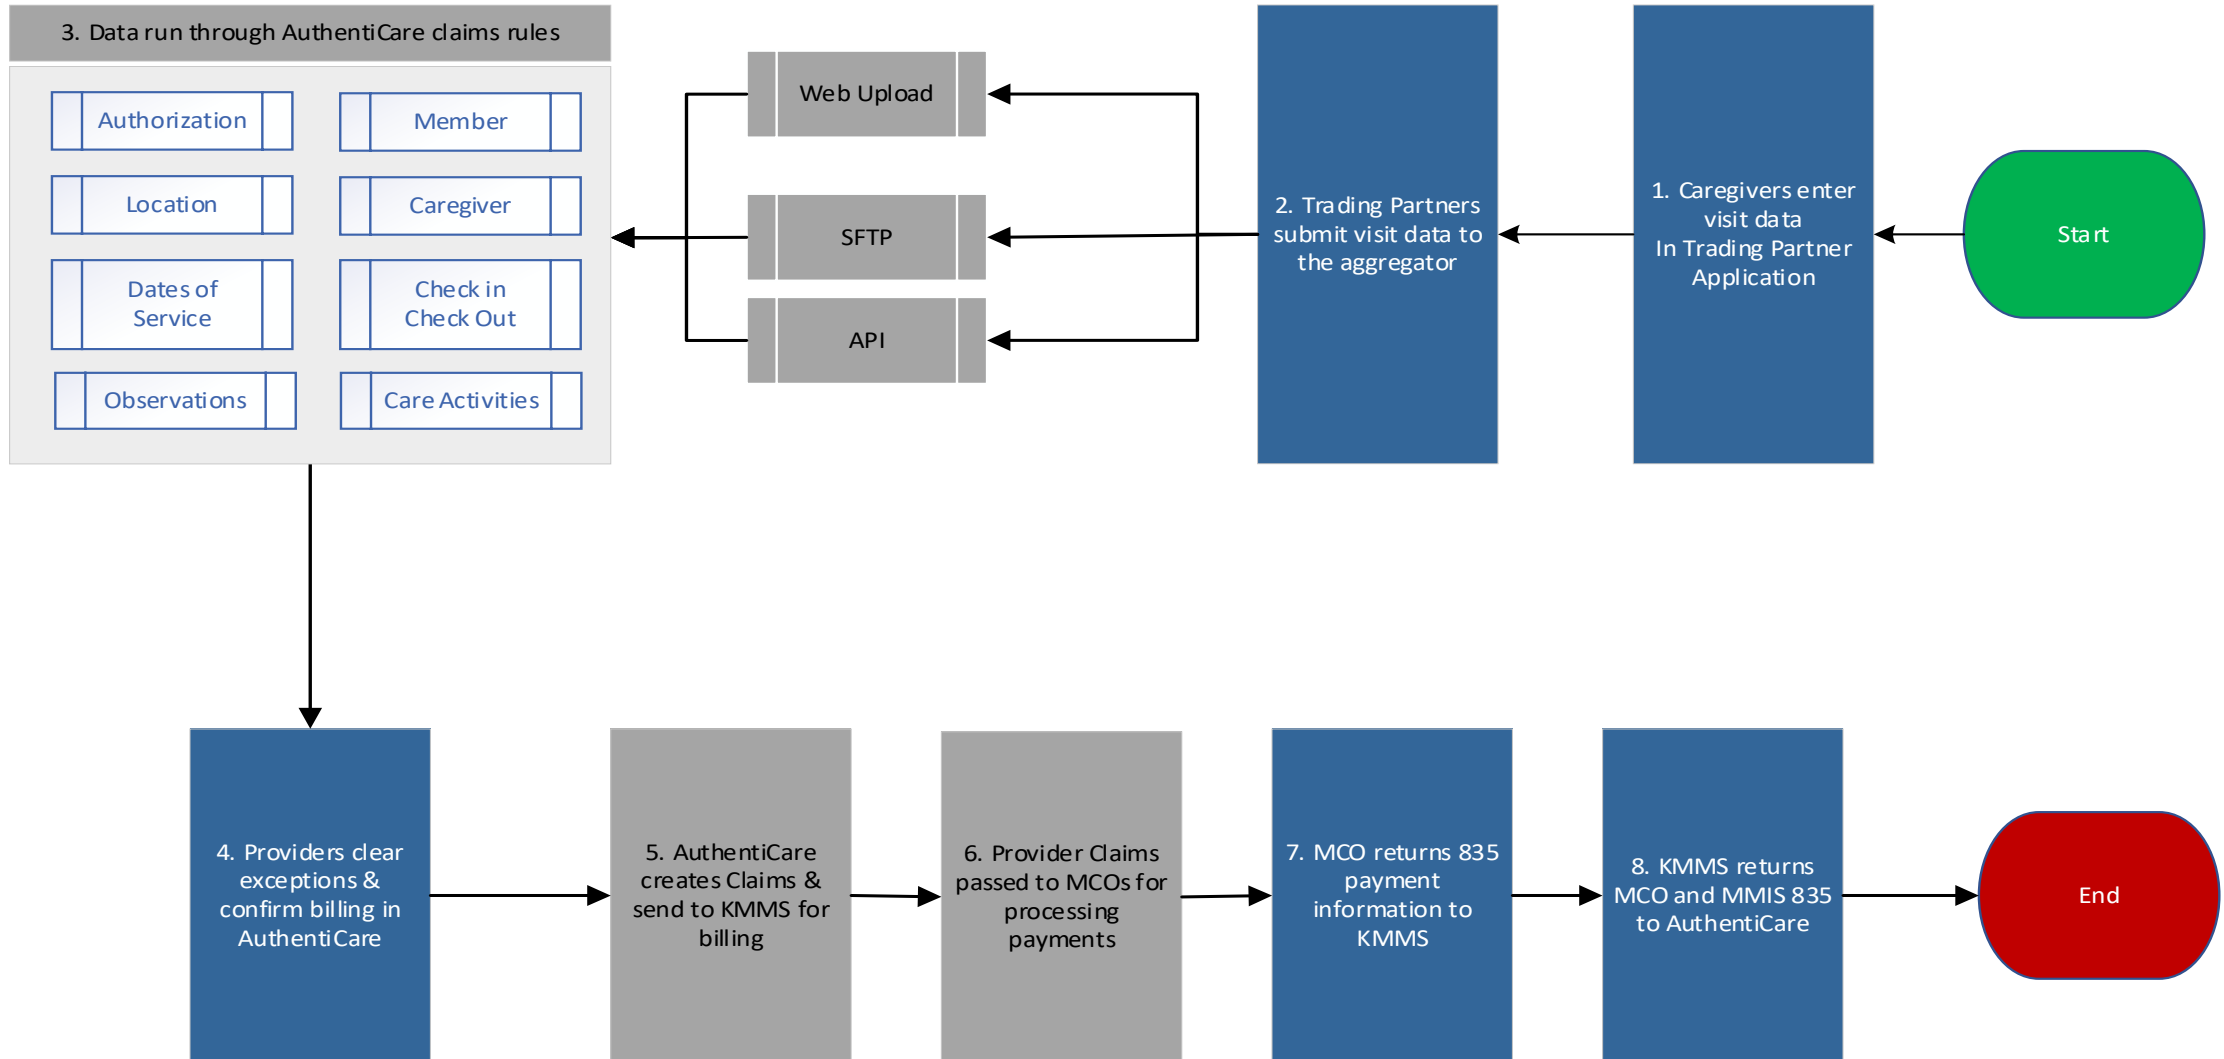 Start
1. Caregivers enter
visit data
In Trading Partner
Application
2. Trading Partners
submit visit data to
the aggregator
Web Upload
SFTP
API
3. Data run through AuthentiCare claims rules
Authorization
Member
Location
Caregiver
Dates of
Service
Check in
Check Out
Observations
Care Activities
4. Providers clear
exceptions &
confirm billing in
AuthentiCare
5. AuthentiCare
creates Claims &
send to KMMS for
billing
6. Provider Claims
passed to MCOs for
processing
payments
7. MCO returns 835
payment
information to
KMMS
8. KMMS returns
MCO and MMIS 835
to AuthentiCare
End